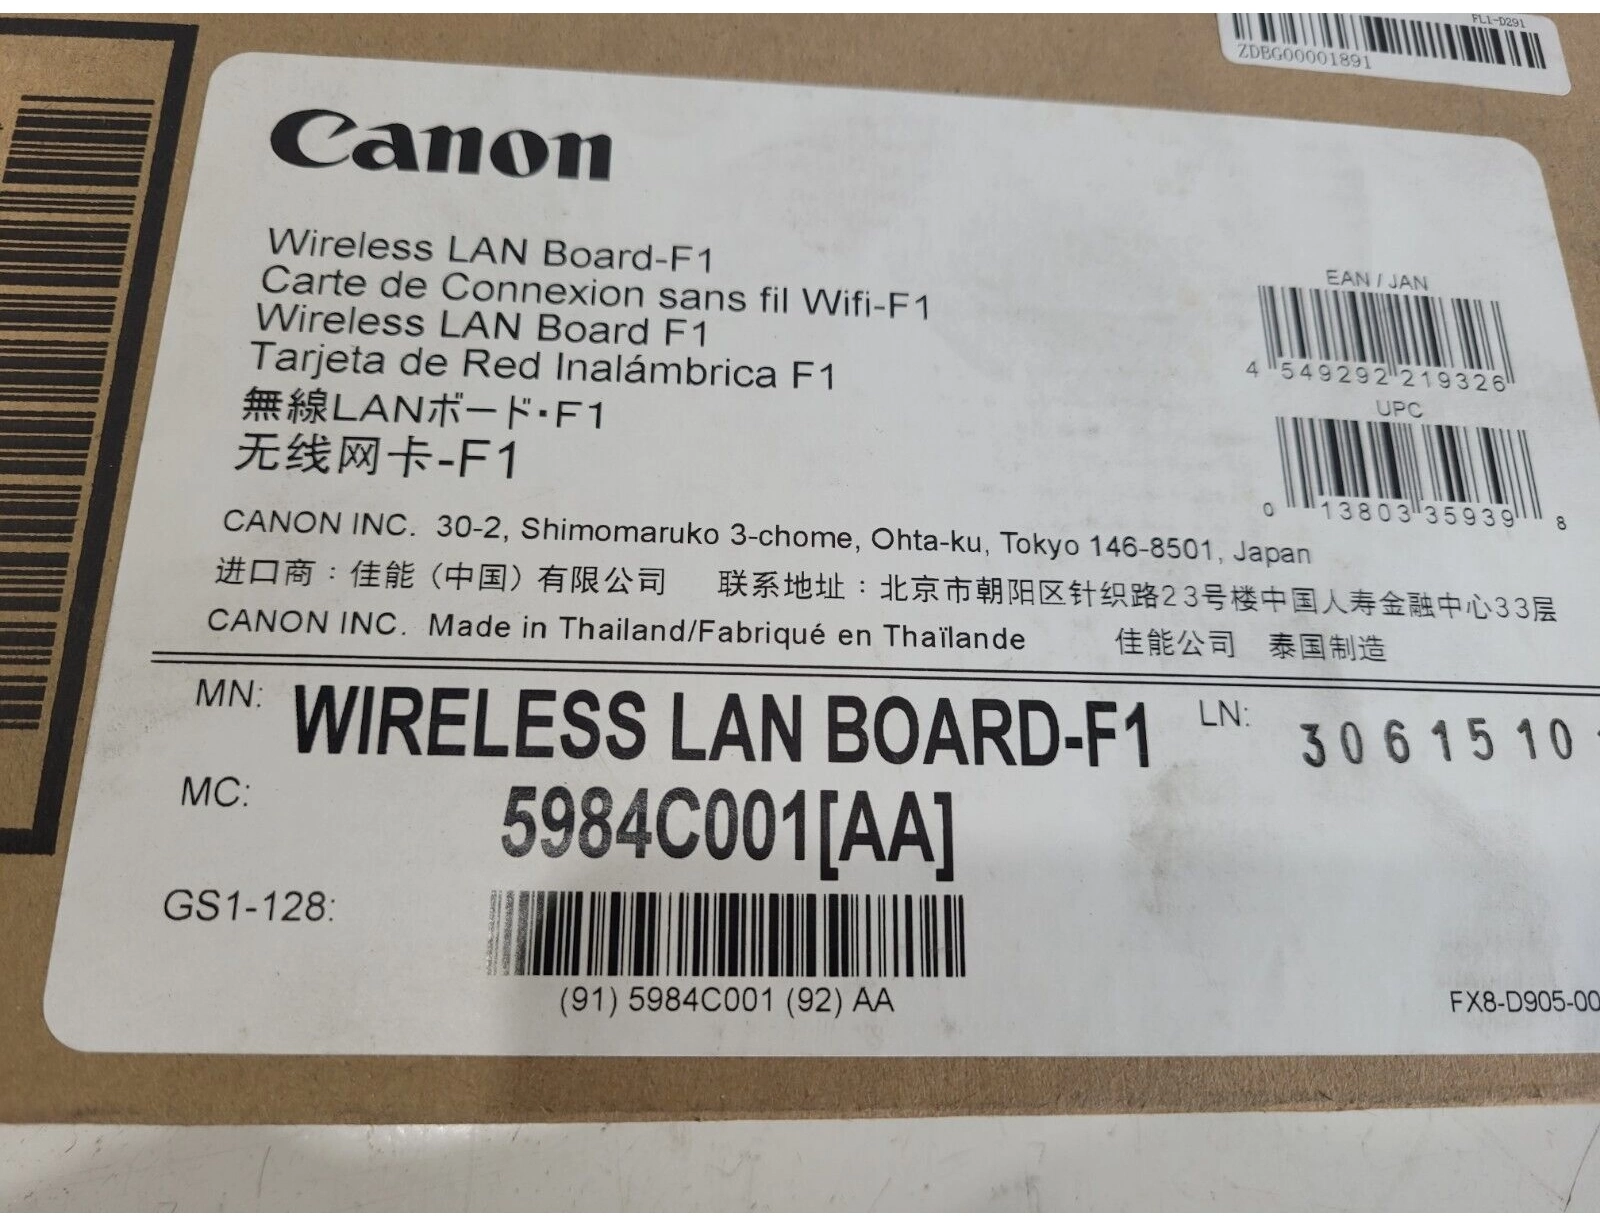 FL1-D291
ZDBG00001891
Canon
Wireless LAN Board-F1
Carte de Connexion sans fil Wifi-F1
Wireless LAN Board F1
Tarjeta de Red Inalámbrica F1
無線LANボード・F1
无线网卡-F1
EAN / JAN
4 549292 219326
UPC
0 13803 35939 8
CANON INC. 30-2, Shimomaruko 3-chome, Ohta-ku, Tokyo 146-8501, Japan
进口商：佳能（中国）有限公司 联系地址：北京市朝阳区针织路23号楼中国人寿金融中心33层
CANON INC. Made in Thailand/Fabriqué en Thaïlande 佳能公司 泰国制造
MN: WIRELESS LAN BOARD-F1 LN: 3061510
MC: 5984C001[AA]
GS1-128:
(91) 5984C001 (92) AA
FX8-D905-00